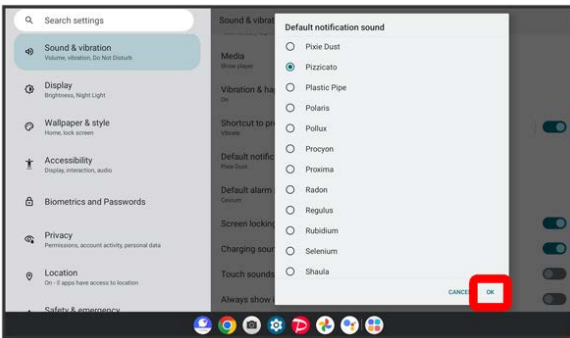 Search settings
Sound & vibration
Volume, vibration, Do Not Disturb
Display
Brightness, Night Light
Wallpaper & style
Home, lock screen
Accessibility
Display, interaction, audio
Biometrics and Passwords
Privacy
Permissions, account activity, personal data
Location
On - 0 apps have access to location
Safety & emergency
Sound & vibrat
Media
Show player
Vibration & ha
On
Shortcut to pr
Vibrate
Default notific
Pixie Dust
Default alarm
Cesium
Screen locking
Charging soun
Touch sounds
Always show
Default notification sound
Pixie Dust
Pizzicato
Plastic Pipe
Polaris
Pollux
Procyon
Proxima
Radon
Regulus
Rubidium
Selenium
Shaula
CANCE
OK